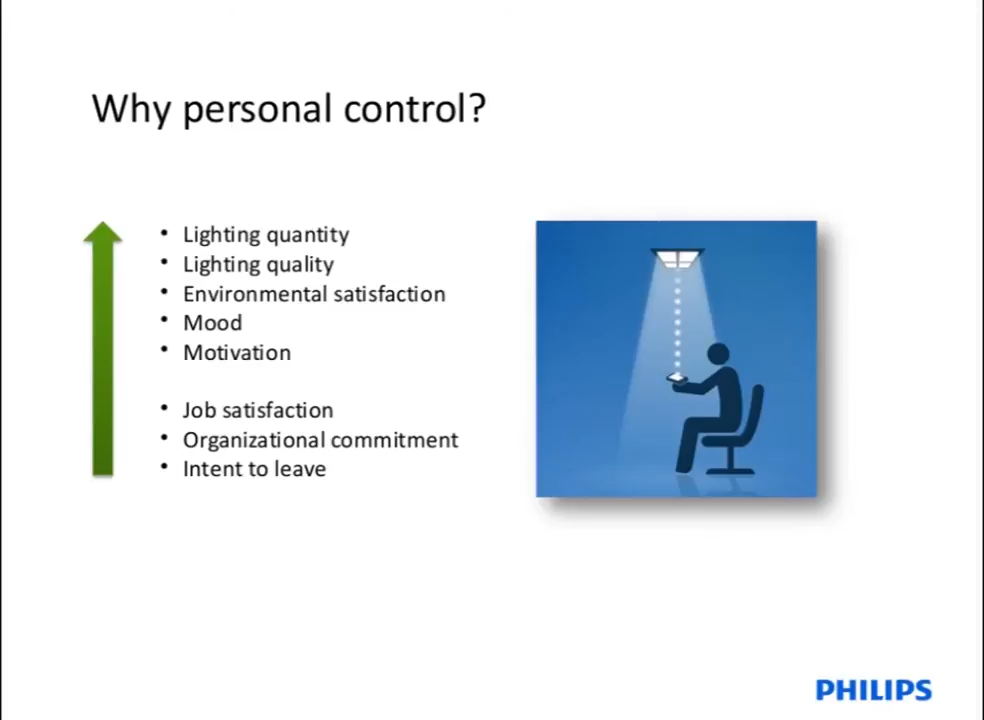 Why personal control?
• Lighting quantity
• Lighting quality
• Environmental satisfaction
• Mood
• Motivation
• Job satisfaction
• Organizational commitment
• Intent to leave
PHILIPS